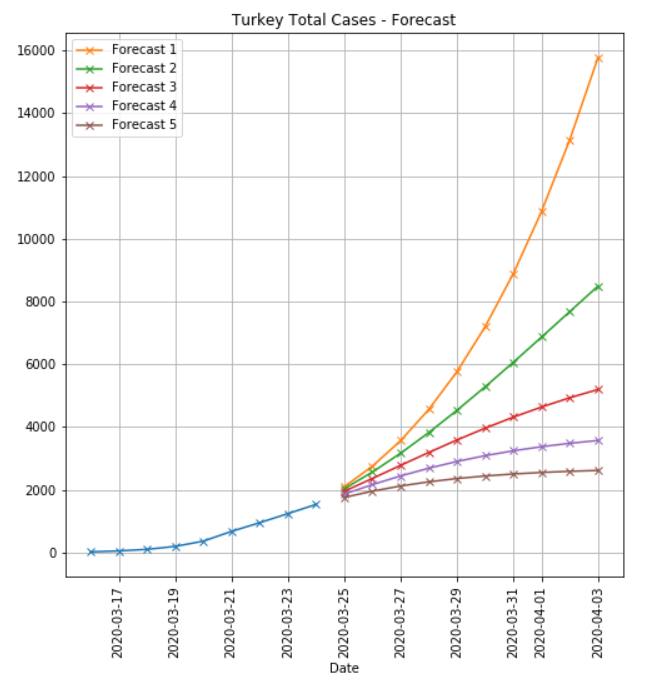 Turkey Total Cases - Forecast
Forecast 1
Forecast 2
Forecast 3
Forecast 4
Forecast 5
16000
14000
12000
10000
8000
6000
4000
2000
0
2020-03-17
2020-03-19
2020-03-21
2020-03-23
2020-03-25
2020-03-27
2020-03-29
2020-03-31
2020-04-01
2020-04-03
Date